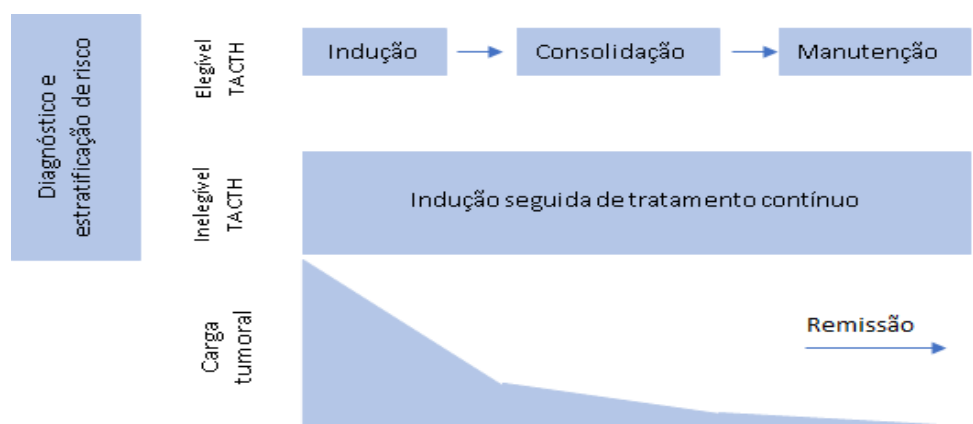 Diagnóstico e
estratificação de risco
Elegível
TACTH
Indução
Consolidação
Manutenção
Inelegível
TACTH
Indução seguida de tratamento contínuo
Carga
tumoral
Remissão